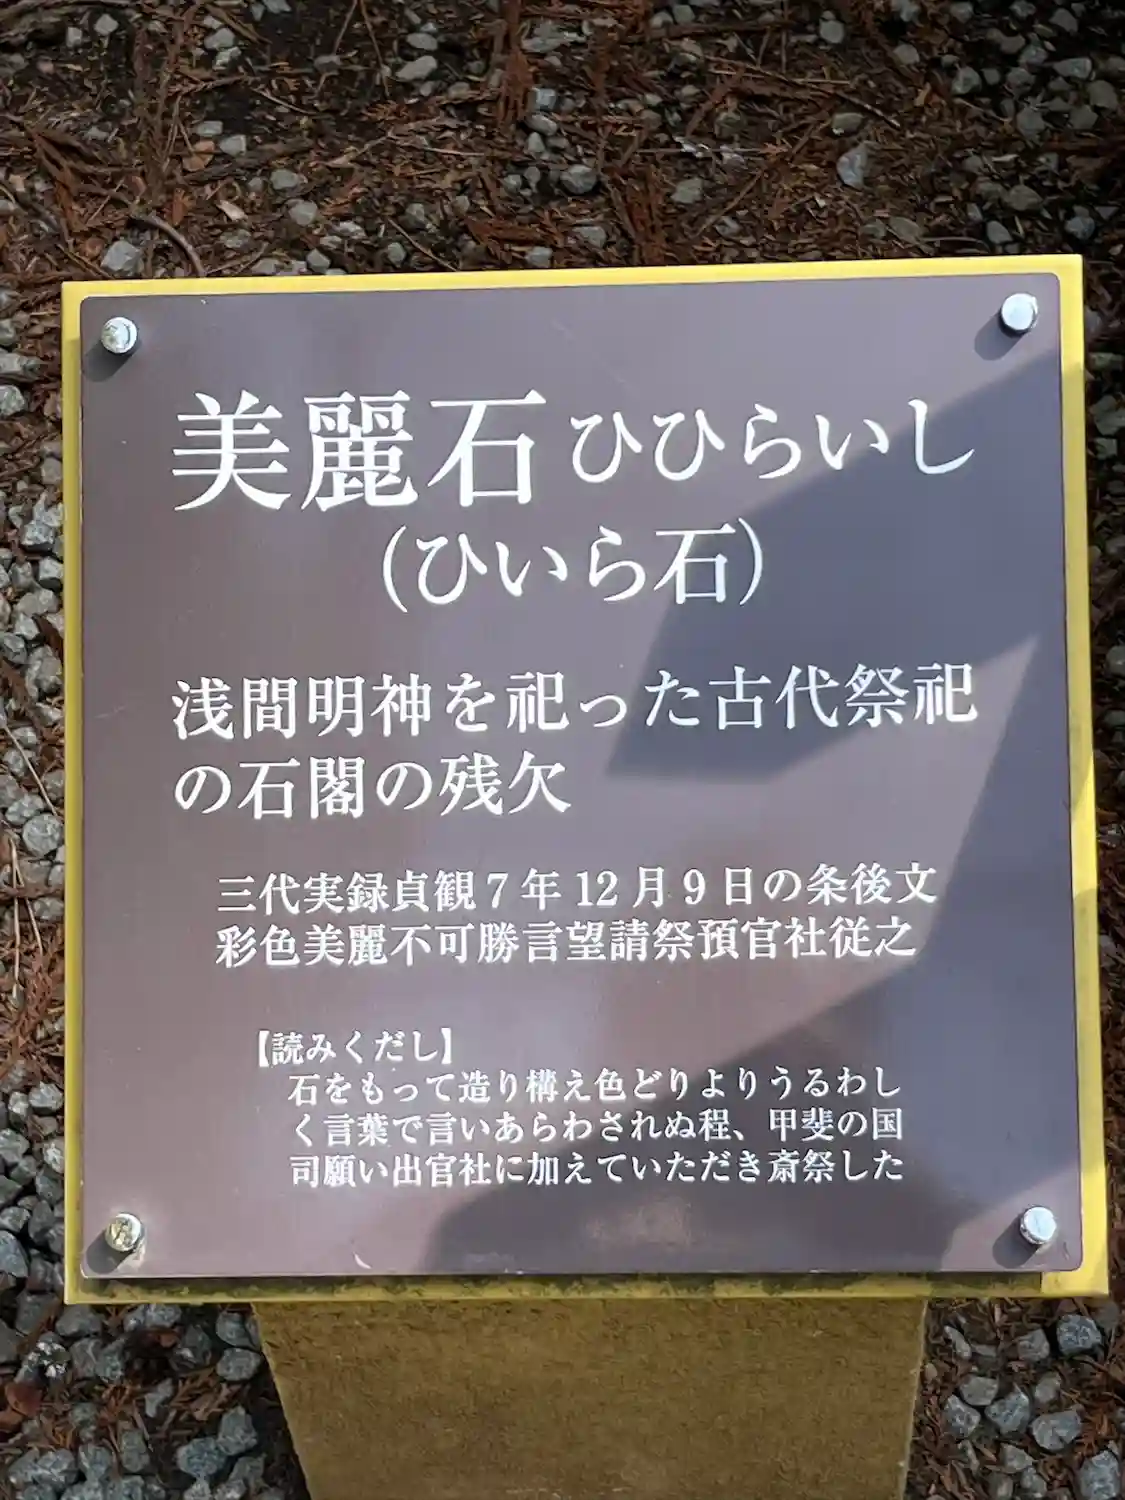 美麗石 ひひらいし
(ひいら石)
浅間明神を祀った古代祭祀
の石閣の残欠
三代実録貞観7年12月9日の条後文
彩色美麗不可勝言望請祭預官社従之
【読みくだし】
石をもって造り構え色どりよりうるわし
く言葉で言いあらわされぬ程、甲斐の国
司願い出官社に加えていただき斎祭した